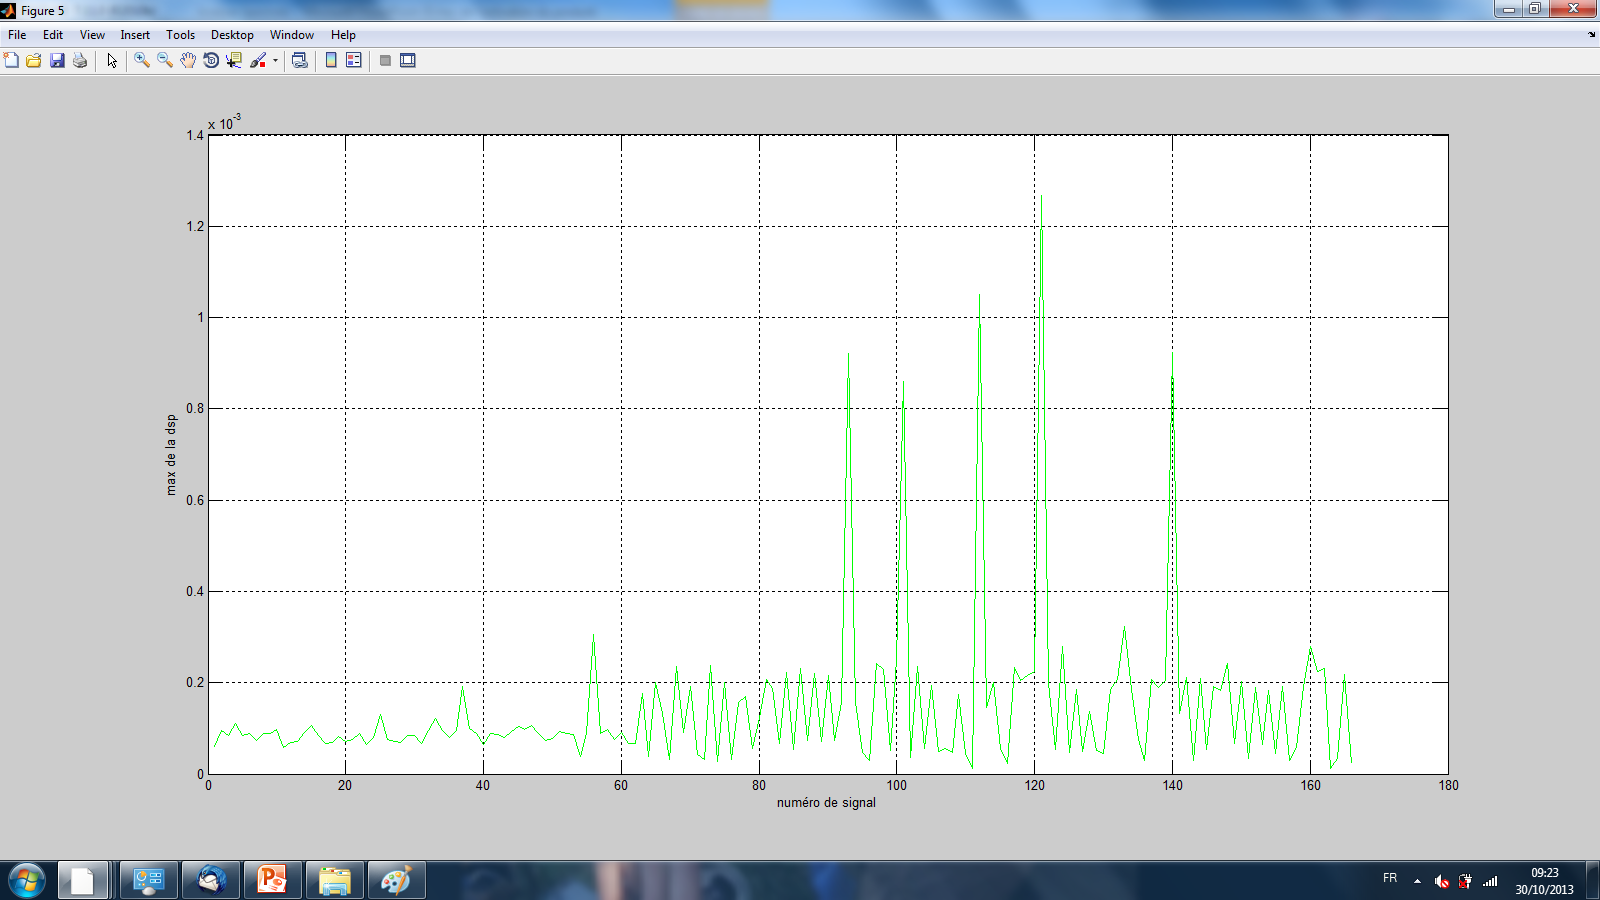 Figure 5
File Edit View Insert Tools Desktop Window Help
x 10-3
1.4
1.2
1
0.8
0.6
0.4
0.2
0
max de la dsp
0 20 40 60 80 100 120 140 160 180
numéro de signal
FR
09:23
30/10/2013